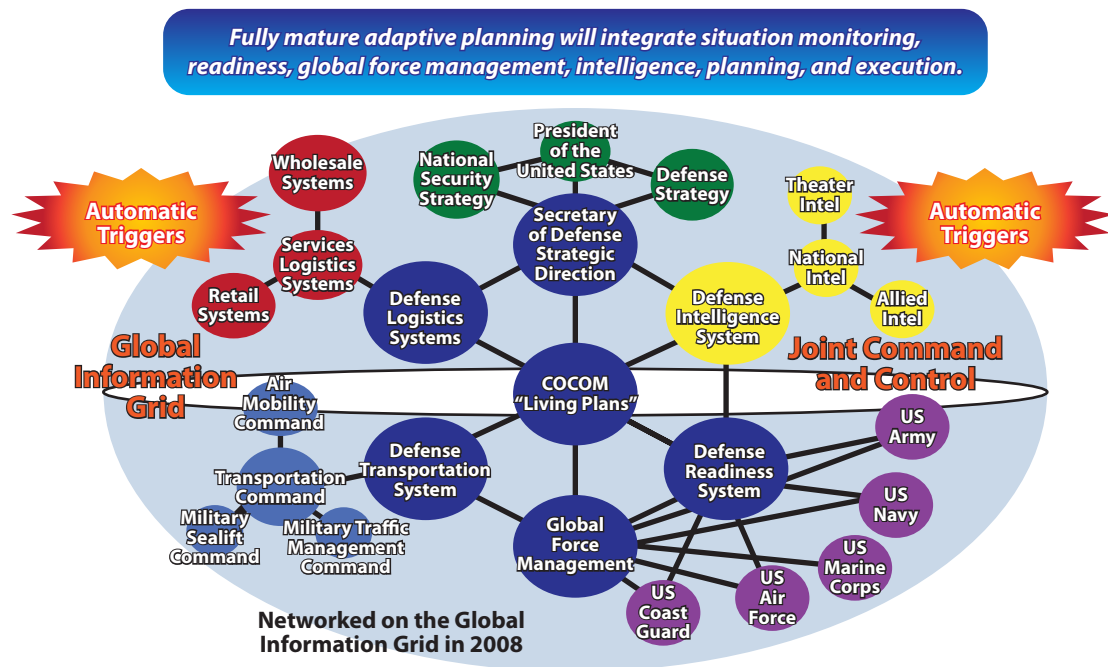 Fully mature adaptive planning will integrate situation monitoring,
readiness, global force management, intelligence, planning, and execution.
President
of the
United States
National
Security
Strategy
Defense
Strategy
Wholesale
Systems
Theater
Intel
Automatic
Triggers
Automatic
Triggers
Secretary
of Defense
Strategic
Direction
Services
Logistics
Systems
National
Intel
Retail
Systems
Defense
Logistics
Systems
Defense
Intelligence
System
Allied
Intel
Global
Information
Grid
Joint Command
and Control
COCOM
“Living Plans”
Air
Mobility
Command
US
Army
Transportation
Command
Defense
Transportation
System
Defense
Readiness
System
US
Navy
Military
Sealift
Command
Military Traffic
Management
Command
Global
Force
Management
US
Marine
Corps
US
Coast
Guard
US
Air
Force
Networked on the Global
Information Grid in 2008